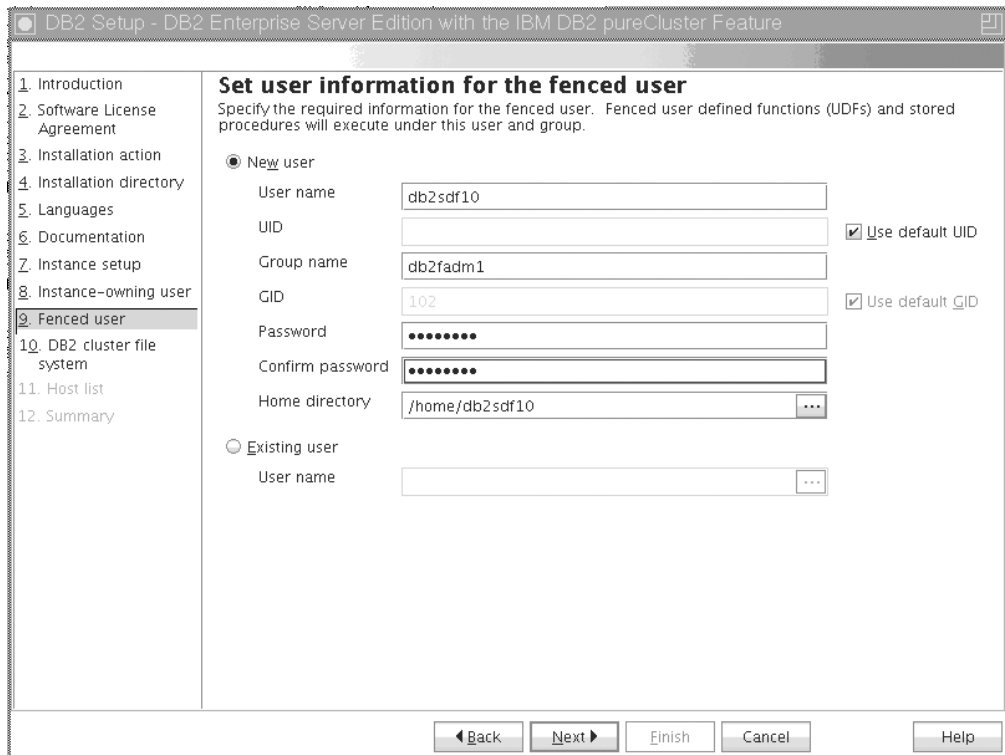 DB2 Setup - DB2 Enterprise Server Edition with the IBM DB2 pureCluster Feature
1. Introduction
2. Software License
Agreement
3. Installation action
4. Installation directory
5. Languages
6. Documentation
7. Instance setup
8. Instance-owning user
9. Fenced user
10. DB2 cluster file
system
11. Host list
12. Summary
Set user information for the fenced user
Specify the required information for the fenced user. Fenced user defined functions (UDFs) and stored
procedures will execute under this user and group.
New user
User name db2sdf10
UID Use default UID
Group name db2fadm1
GID 102 Use default GID
Password ••••••••
Confirm password ••••••••
Home directory /home/db2sdf10 ...
Existing user
User name ...
Back Next Finish Cancel Help